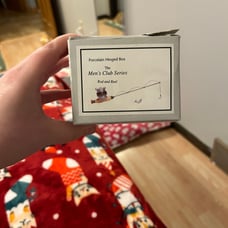 Porcelain Hinged Box
The
Men's Club Series
Rod and Reel